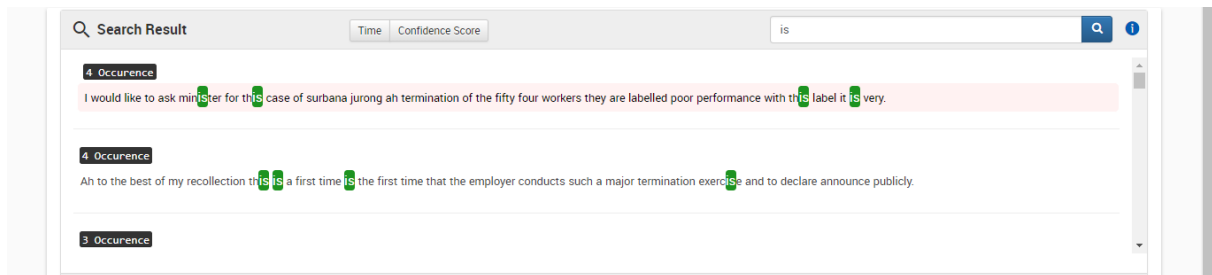 Search Result
Time Confidence Score
is
4 Occurence
I would like to ask minister for this case of surbana jurong ah termination of the fifty four workers they are labelled poor performance with this label it is very.
4 Occurence
Ah to the best of my recollection this is a first time is the first time that the employer conducts such a major termination exercise and to declare announce publicly.
3 Occurence